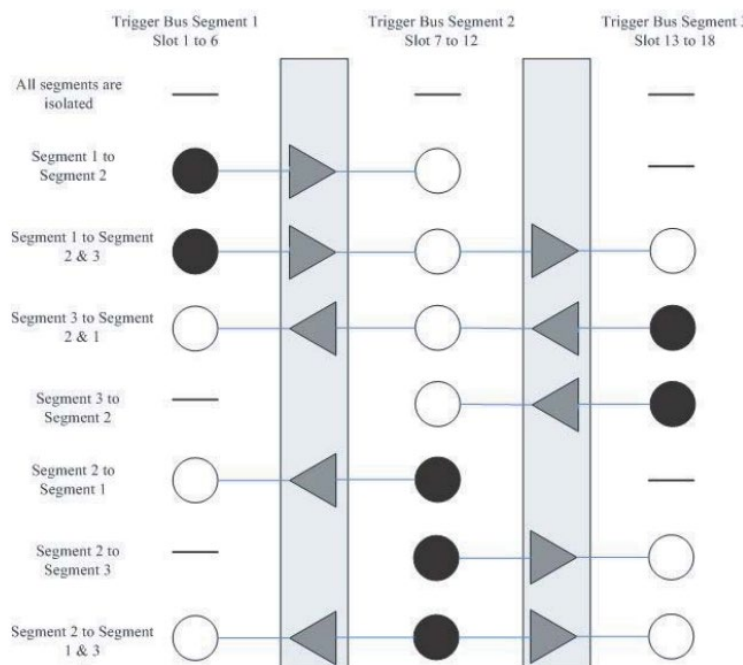 Trigger Bus Segment 1
Slot 1 to 6
Trigger Bus Segment 2
Slot 7 to 12
Trigger Bus Segment
Slot 13 to 18
All segments are
isolated
Segment 1 to
Segment 2
Segment 1 to Segment
2 & 3
Segment 3 to Segment
2 & 1
Segment 3 to
Segment 2
Segment 2 to
Segment 1
Segment 2 to
Segment 3
Segment 2 to Segment
1 & 3